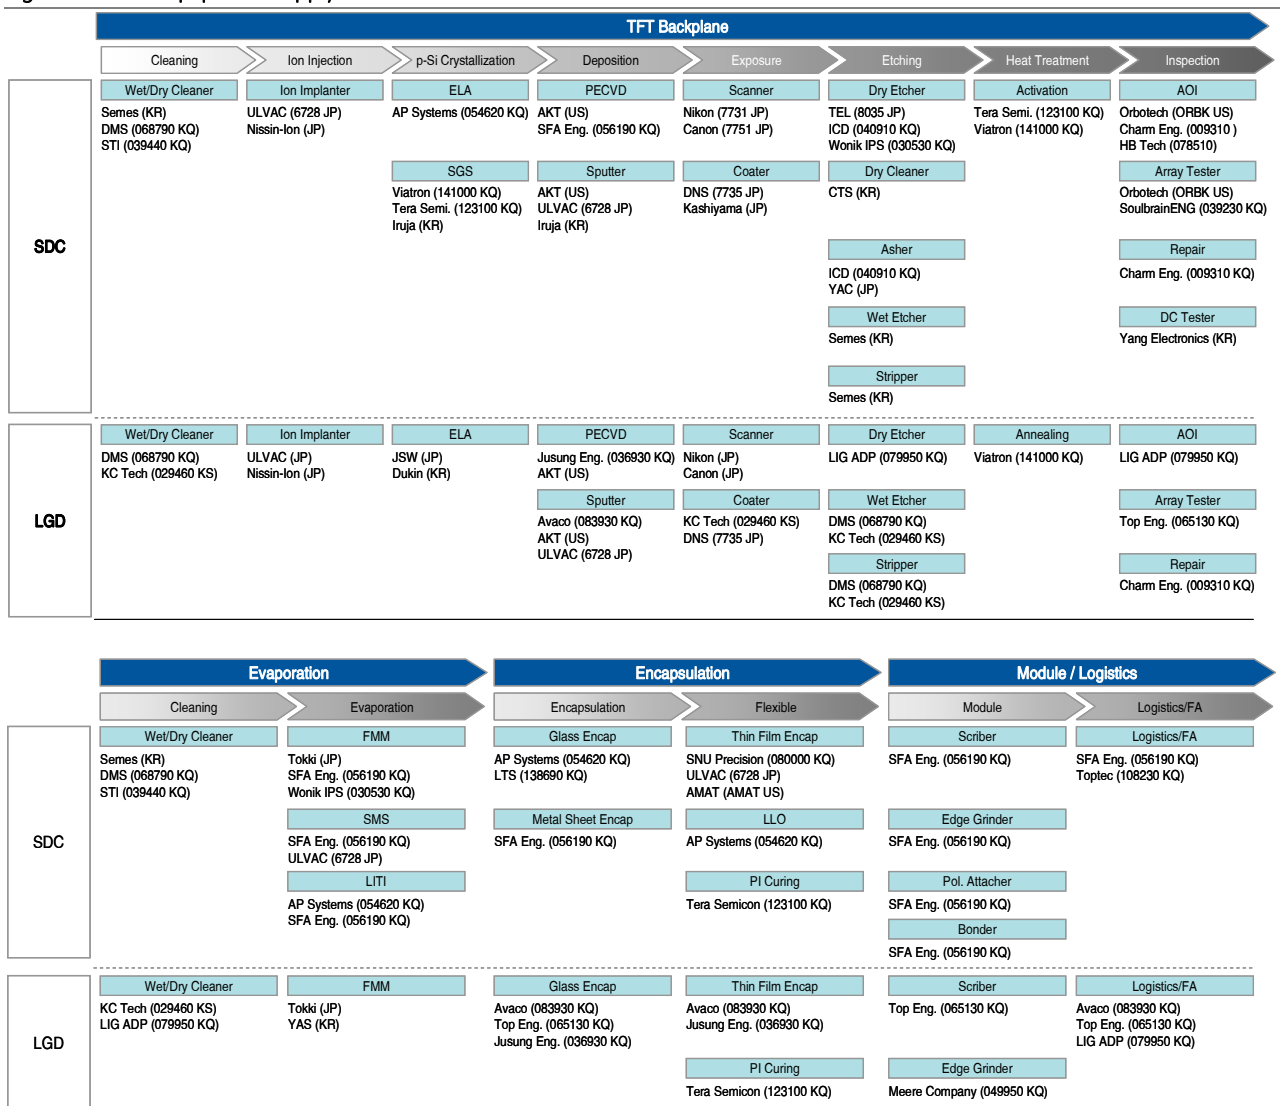 TFT Backplane
Cleaning
Ion Injection
p-Si Crystallization
Deposition
Exposure
Etching
Heat Treatment
Inspection
SDC
Wet/Dry Cleaner
Semes (KR)
DMS (068790 KQ)
STI (039440 KQ)
Ion Implanter
ULVAC (6728 JP)
Nissin-Ion (JP)
ELA
AP Systems (054620 KQ)
SGS
Viatron (141000 KQ)
Tera Semi. (123100 KQ)
Iruja (KR)
PECVD
AKT (US)
SFA Eng. (056190 KQ)
Sputter
AKT (US)
ULVAC (6728 JP)
Iruja (KR)
Scanner
Nikon (7731 JP)
Canon (7751 JP)
Coater
DNS (7735 JP)
Kashiyama (JP)
Dry Etcher
TEL (8035 JP)
ICD (040910 KQ)
Wonik IPS (030530 KQ)
Dry Cleaner
CTS (KR)
Asher
ICD (040910 KQ)
YAC (JP)
Wet Etcher
Semes (KR)
Stripper
Semes (KR)
Activation
Tera Semi. (123100 KQ)
Viatron (141000 KQ)
AOI
Orbotech (ORBK US)
Charm Eng. (009310 )
HB Tech (078510)
Array Tester
Orbotech (ORBK US)
SoulbrainENG (039230 KQ)
Repair
Charm Eng. (009310 KQ)
DC Tester
Yang Electronics (KR)
LGD
Wet/Dry Cleaner
DMS (068790 KQ)
KC Tech (029460 KS)
Ion Implanter
ULVAC (JP)
Nissin-Ion (JP)
ELA
JSW (JP)
Dukin (KR)
PECVD
Jusung Eng. (036930 KQ)
AKT (US)
Sputter
Avaco (083930 KQ)
AKT (US)
ULVAC (6728 JP)
Scanner
Nikon (JP)
Canon (JP)
Coater
KC Tech (029460 KS)
DNS (7735 JP)
Dry Etcher
LIG ADP (079950 KQ)
Wet Etcher
DMS (068790 KQ)
KC Tech (029460 KS)
Stripper
DMS (068790 KQ)
KC Tech (029460 KS)
Annealing
Viatron (141000 KQ)
AOI
LIG ADP (079950 KQ)
Array Tester
Top Eng. (065130 KQ)
Repair
Charm Eng. (009310 KQ)
Evaporation
Encapsulation
Module / Logistics
Cleaning
Evaporation
Encapsulation
Flexible
Module
Logistics/FA
SDC
Wet/Dry Cleaner
Semes (KR)
DMS (068790 KQ)
STI (039440 KQ)
FMM
Tokki (JP)
SFA Eng. (056190 KQ)
Wonik IPS (030530 KQ)
SMS
SFA Eng. (056190 KQ)
ULVAC (6728 JP)
LITI
AP Systems (054620 KQ)
SFA Eng. (056190 KQ)
Glass Encap
AP Systems (054620 KQ)
LTS (138690 KQ)
Metal Sheet Encap
SFA Eng. (056190 KQ)
Thin Film Encap
SNU Precision (080000 KQ)
ULVAC (6728 JP)
AMAT (AMAT US)
LLO
AP Systems (054620 KQ)
PI Curing
Tera Semicon (123100 KQ)
Scriber
SFA Eng. (056190 KQ)
Edge Grinder
SFA Eng. (056190 KQ)
Pol. Attacher
SFA Eng. (056190 KQ)
Bonder
SFA Eng. (056190 KQ)
Logistics/FA
SFA Eng. (056190 KQ)
Toptec (108230 KQ)
LGD
Wet/Dry Cleaner
KC Tech (029460 KS)
LIG ADP (079950 KQ)
FMM
Tokki (JP)
YAS (KR)
Glass Encap
Avaco (083930 KQ)
Top Eng. (065130 KQ)
Jusung Eng. (036930 KQ)
Thin Film Encap
Avaco (083930 KQ)
Jusung Eng. (036930 KQ)
PI Curing
Tera Semicon (123100 KQ)
Scriber
Top Eng. (065130 KQ)
Edge Grinder
Meere Company (049950 KQ)
Logistics/FA
Avaco (083930 KQ)
Top Eng. (065130 KQ)
LIG ADP (079950 KQ)